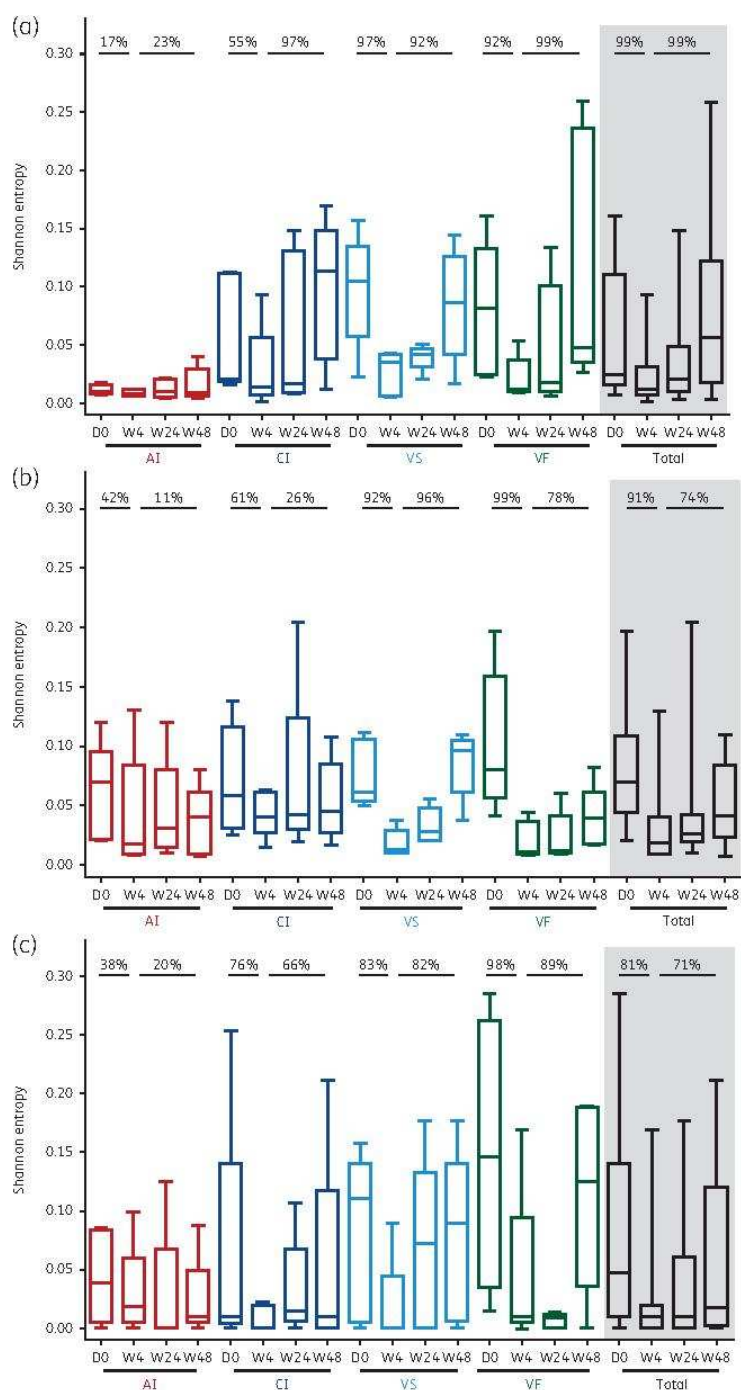 (a)
17% 23% 55% 97% 97% 92% 92% 99% 99% 99%
0.30
0.25
0.20
0.15
0.10
0.05
0.00
Shannon entropy
D0 W4 W24 W48 D0 W4 W24 W48 D0 W4 W24 W48 D0 W4 W24 W48 D0 W4 W24 W48
AI CI VS VF Total
(b)
42% 11% 61% 26% 92% 96% 99% 78% 91% 74%
0.30
0.25
0.20
0.15
0.10
0.05
0.00
Shannon entropy
D0 W4 W24 W48 D0 W4 W24 W48 D0 W4 W24 W48 D0 W4 W24 W48 D0 W4 W24 W48
AI CI VS VF Total
(c)
38% 20% 76% 66% 83% 82% 98% 89% 81% 71%
0.30
0.25
0.20
0.15
0.10
0.05
0.00
Shannon entropy
D0 W4 W24 W48 D0 W4 W24 W48 D0 W4 W24 W48 D0 W4 W24 W48 D0 W4 W24 W48
AI CI VS VF Total